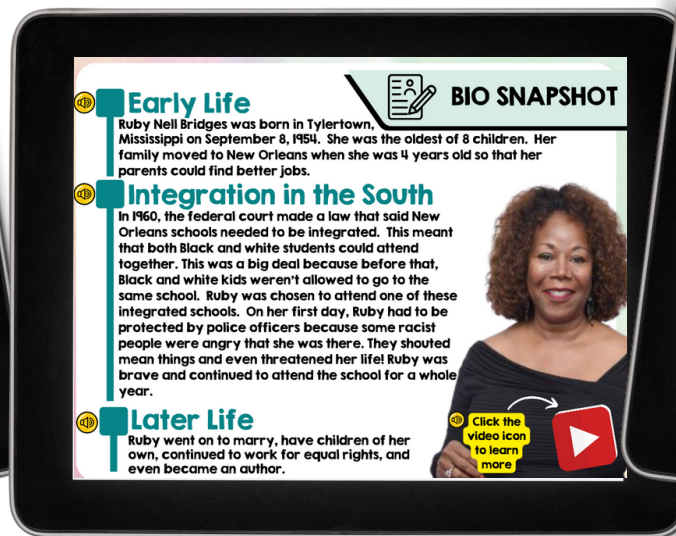 BIO SNAPSHOT
Early Life
Ruby Nell Bridges was born in Tylertown,
Mississippi on September 8, 1954. She was the oldest of 8 children. Her
family moved to New Orleans when she was 4 years old so that her
parents could find better jobs.
Integration in the South
In 1960, the federal court made a law that said New
Orleans schools needed to be integrated. This meant
that both Black and white students could attend
together. This was a big deal because before that,
Black and white kids weren't allowed to go to the
same school. Ruby was chosen to attend one of these
integrated schools. On her first day, Ruby had to be
protected by police officers because some racist
people were angry that she was there. They shouted
mean things and even threatened her life! Ruby was
brave and continued to attend the school for a whole
year.
Later Life
Ruby went on to marry, have children of her
own, continued to work for equal rights, and
even became an author.
Click the
video icon
to learn
more